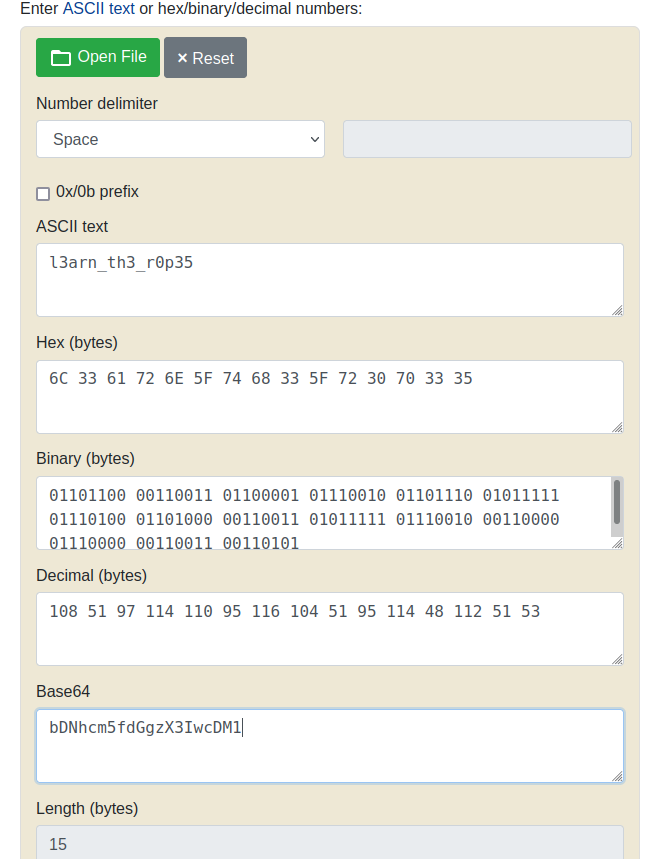 Enter ASCII text or hex/binary/decimal numbers:
Open File
× Reset
Number delimiter
Space
0x/0b prefix
ASCII text
l3arn_th3_r0p35
Hex (bytes)
6C 33 61 72 6E 5F 74 68 33 5F 72 30 70 33 35
Binary (bytes)
01101100 00110011 01100001 01110010 01101110 01011111
01110100 01101000 00110011 01011111 01110010 00110000
01110000 00110011 00110101
Decimal (bytes)
108 51 97 114 110 95 116 104 51 95 114 48 112 51 53
Base64
bDNhcm5fdGgzX3IwcDM1
Length (bytes)
15